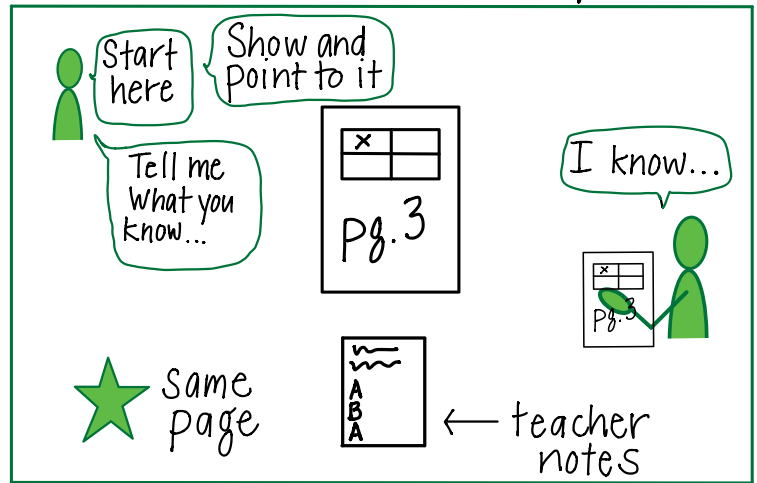 Start
here
Show and
point to it
Tell me
what you
know...
x
pg. 3
I know...
x
pg. 3
same
page
A
B
A
← teacher
notes